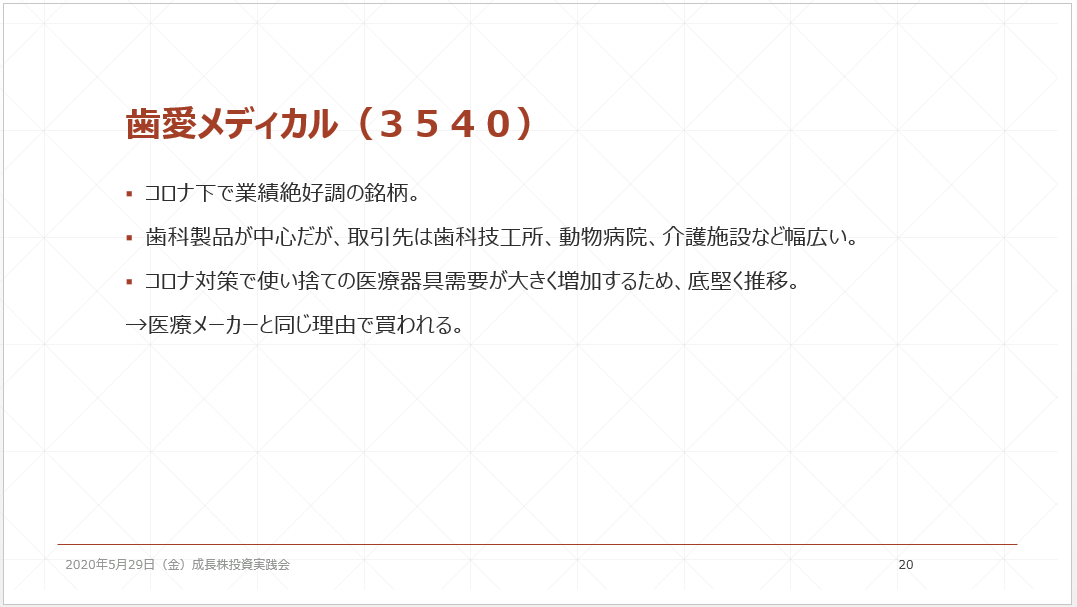 歯愛メディカル（３５４０）
▪ コロナ下で業績絶好調の銘柄。
▪ 歯科製品が中心だが、取引先は歯科技工所、動物病院、介護施設など幅広い。
▪ コロナ対策で使い捨ての医療器具需要が大きく増加するため、底堅く推移。
→医療メーカーと同じ理由で買われる。
2020年5月29日（金）成長株投資実践会
20